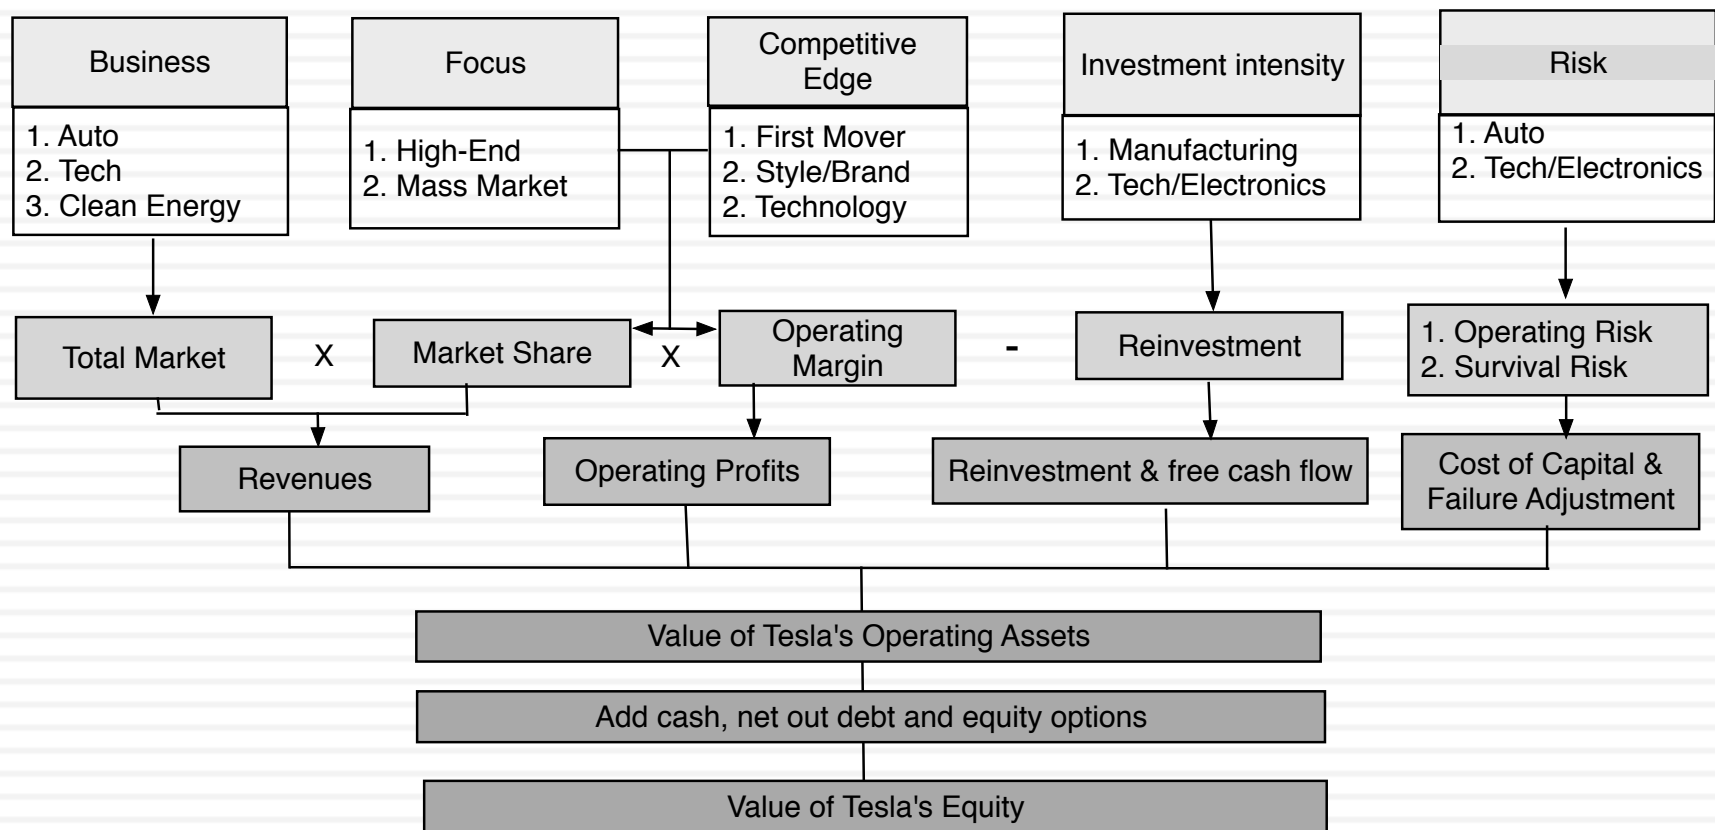 Business
1. Auto
2. Tech
3. Clean Energy
Focus
1. High-End
2. Mass Market
Competitive
Edge
1. First Mover
2. Style/Brand
2. Technology
Investment intensity
1. Manufacturing
2. Tech/Electronics
Risk
1. Auto
2. Tech/Electronics
Total Market
X
Market Share
X
Operating
Margin
-
Reinvestment
1. Operating Risk
2. Survival Risk
Revenues
Operating Profits
Reinvestment & free cash flow
Cost of Capital &
Failure Adjustment
Value of Tesla's Operating Assets
Add cash, net out debt and equity options
Value of Tesla's Equity